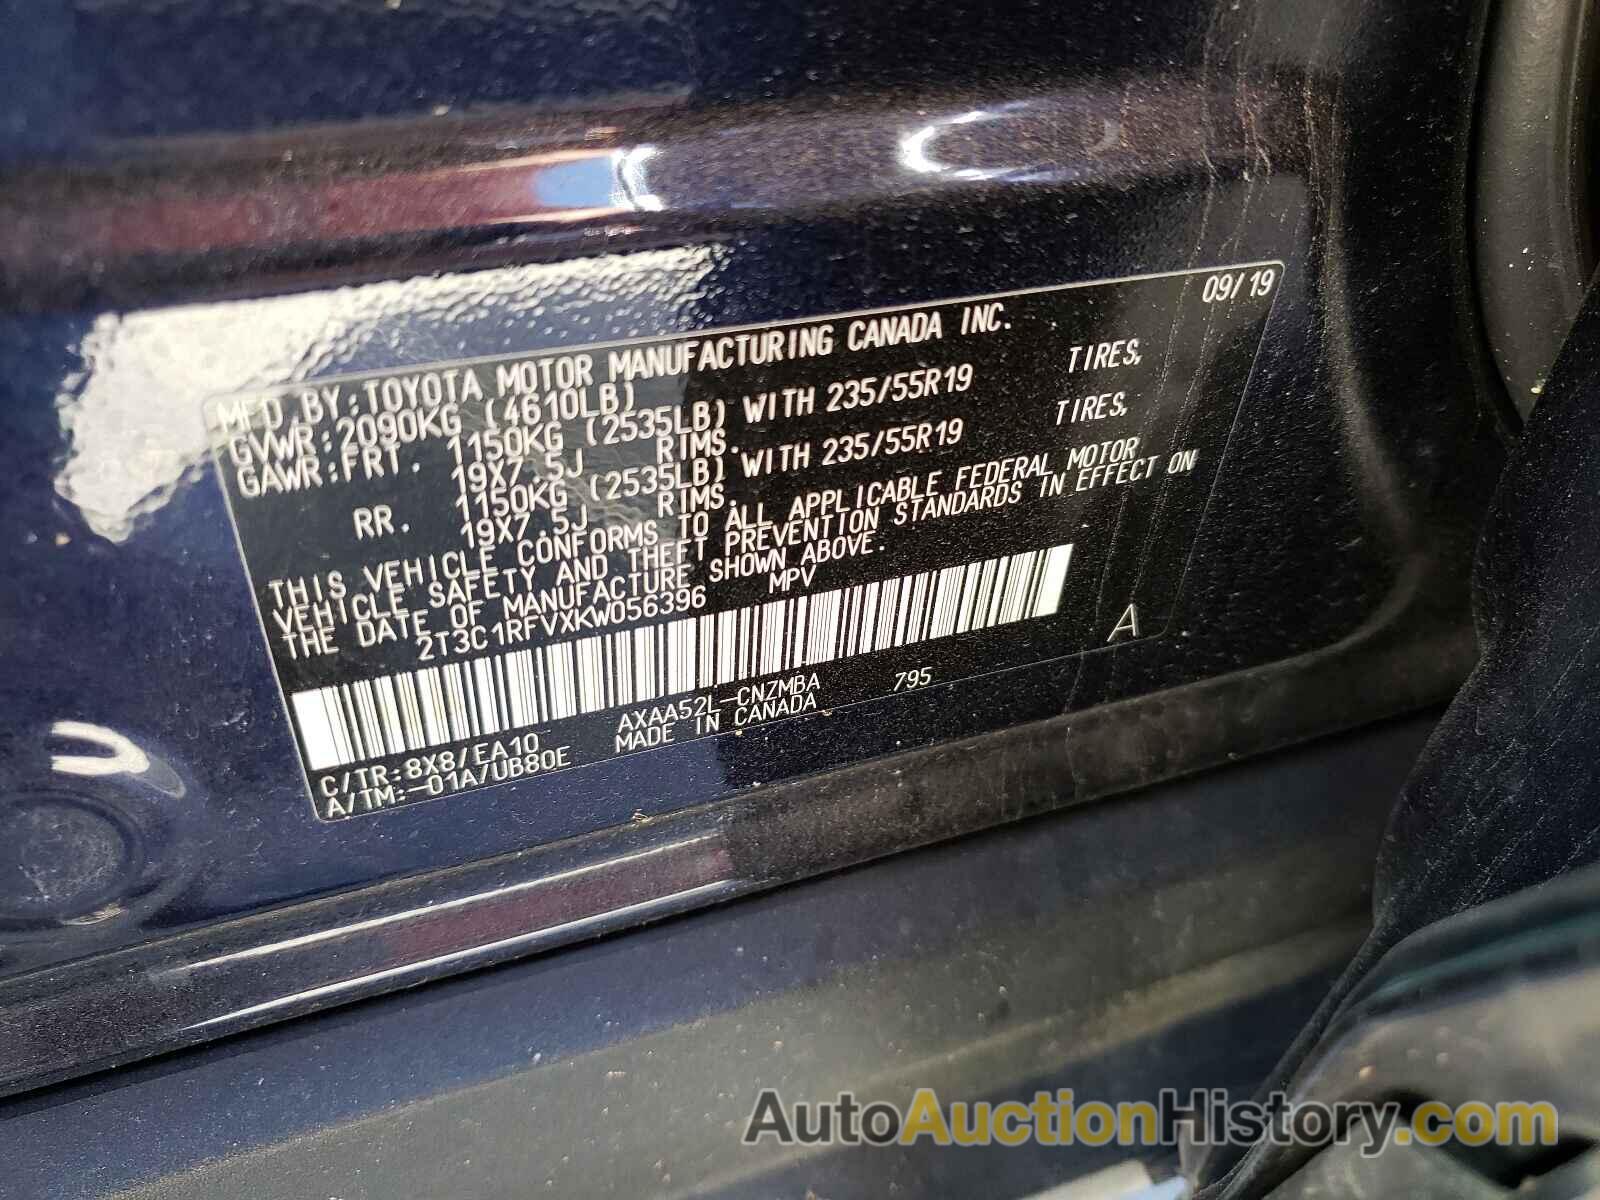 09/19
MFD BY:TOYOTA MOTOR MANUFACTURING CANADA INC.
GVWR:2090KG (4610LB)
GAWR:FRT. 1150KG (2535LB) WITH 235/55R19 TIRES,
19X7.5J RIMS.
RR. 1150KG (2535LB) WITH 235/55R19 TIRES,
19X7.5J RIMS.
THIS VEHICLE CONFORMS TO ALL APPLICABLE FEDERAL MOTOR
VEHICLE SAFETY AND THEFT PREVENTION STANDARDS IN EFFECT ON
THE DATE OF MANUFACTURE SHOWN ABOVE.
2T3C1RFVXKW056396 MPV
A
C/TR:8X8/EA10 AXAA52L-CNZMBA 795
A/TM:-01A/UB80E MADE IN CANADA
AutoAuctionHistory.com